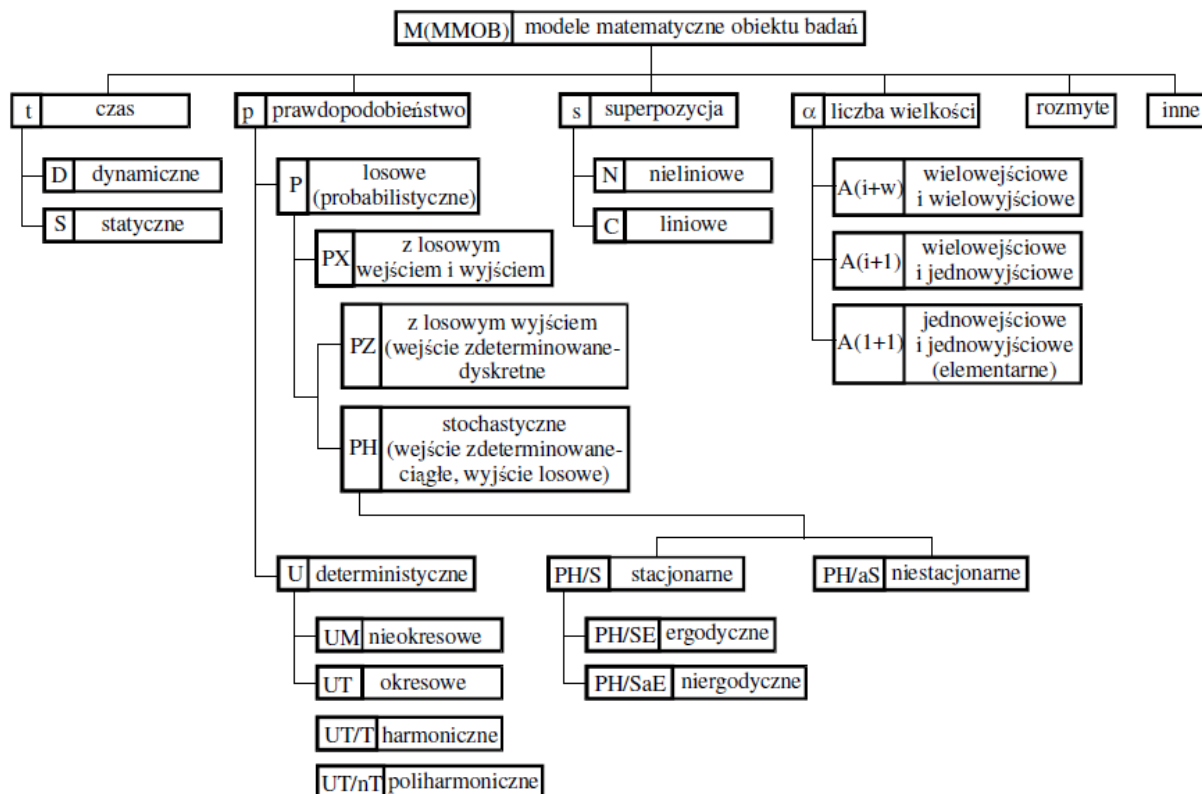 M(MMOB) modele matematyczne obiektu badań
t czas
p prawdopodobieństwo
s superpozycja
α liczba wielkości
rozmyte
inne
D dynamiczne
S statyczne
P losowe
(probabilistyczne)
PX z losowym
wejściem i wyjściem
PZ z losowym wyjściem
(wejście zdeterminowane-
dyskretne
PH stochastyczne
(wejście zdeterminowane-
ciągłe, wyjście losowe)
N nieliniowe
C liniowe
A(i+w) wielowejściowe
i wielowyjściowe
A(i+1) wielowejściowe
i jednowyjściowe
A(1+1) jednowejściowe
i jednowyjściowe
(elementarne)
U deterministyczne
PH/S stacjonarne
PH/aS niestacjonarne
UM nieokresowe
UT okresowe
UT/T harmoniczne
UT/nT poliharmoniczne
PH/SE ergodyczne
PH/SaE niergodyczne